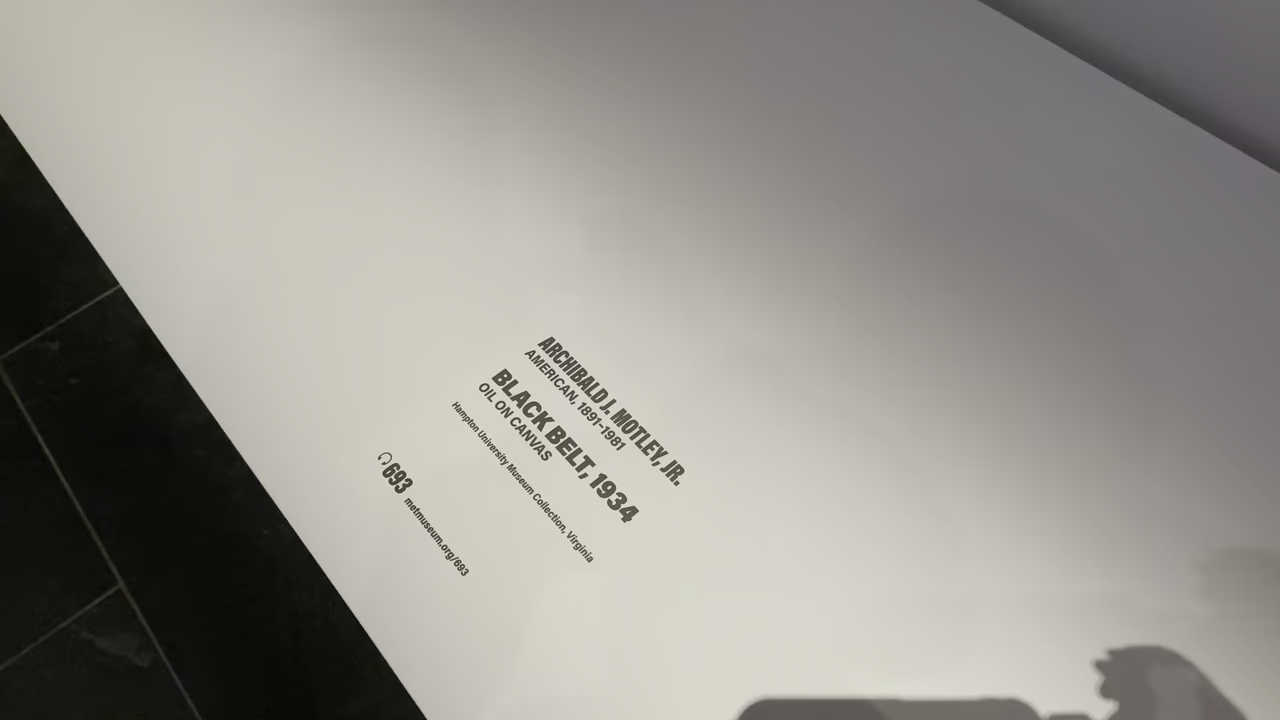 ARCHIBALD J. MOTLEY, JR.
AMERICAN, 1891-1981
BLACK BELT, 1934
OIL ON CANVAS
Hampton University Museum Collection, Virginia
693 metmuseum.org/693